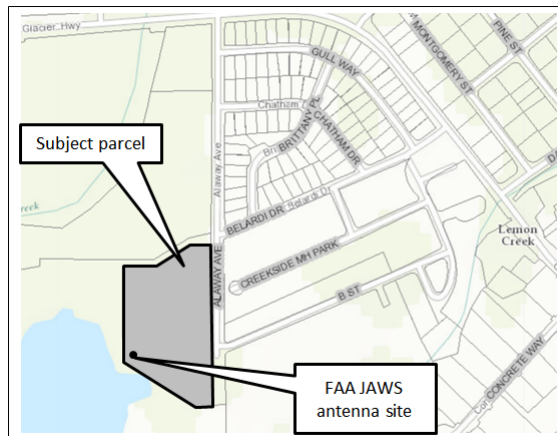 Glacier Hwy
GULL WAY
MONTGOMERY ST
PINE ST
Chatham
BRITTANY PL
CHATHAM DR
Alaway Ave
Subject parcel
BELARDI DR
Belardi Dr
Lemon
Creek
CREEKSIDE MH PARK
ALAWAY AVE
B ST
CONCRETE WAY
FAA JAWS
antenna site